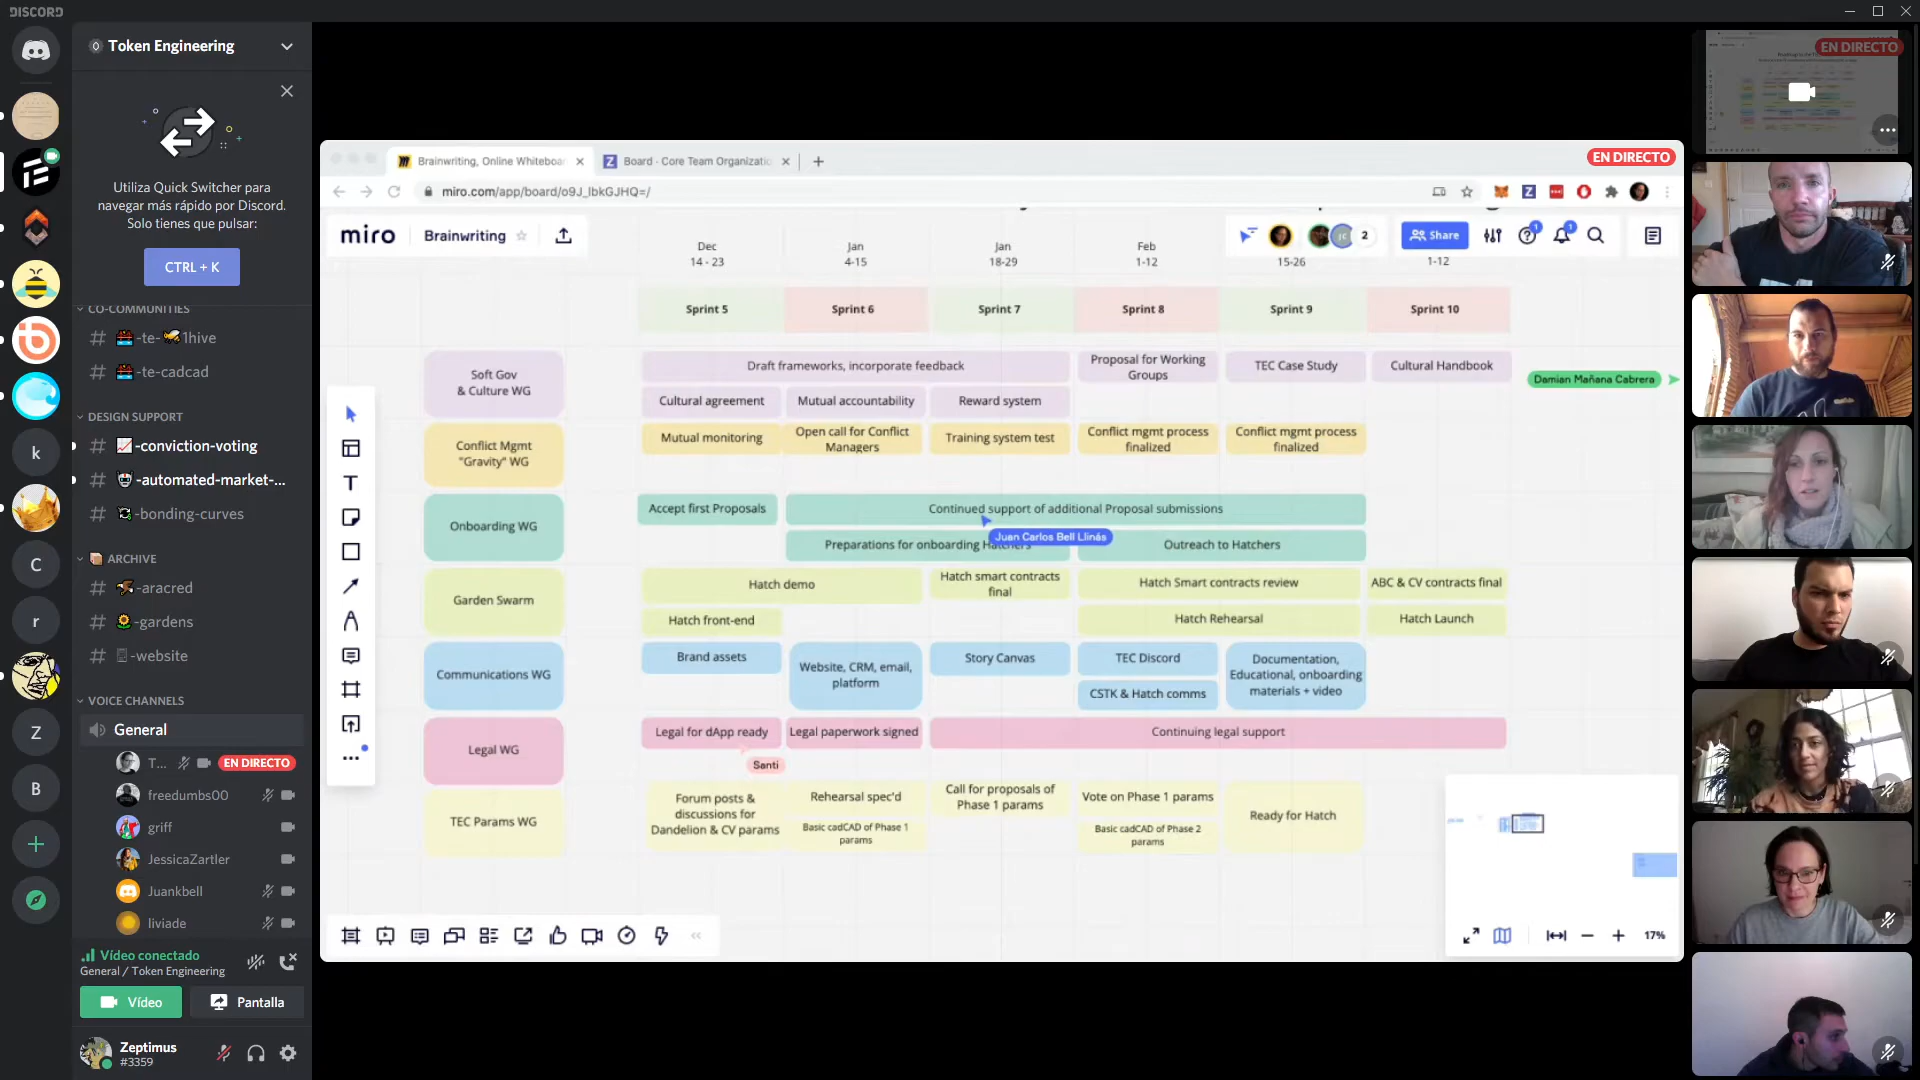 DISCORD
Token Engineering
Utiliza Quick Switcher para
navegar más rápido por Discord.
Solo tienes que pulsar:
CTRL + K
CO-COMMUNITIES
-te-1hive
-te-cadcad
DESIGN SUPPORT
-conviction-voting
-automated-market-...
-bonding-curves
ARCHIVE
-aracred
-gardens
-website
VOICE CHANNELS
General
T... EN DIRECTO
freedumbs00
griff
JessicaZartler
Juankbell
liviade
Vídeo conectado
General / Token Engineering
Vídeo
Pantalla
Zeptimus
#3359
k
C
r
Z
B
Brainwriting, Online Whiteboar
Board - Core Team Organizatio
EN DIRECTO
miro.com/app/board/o9J_lbkGJHQ=/
miro
Brainwriting
2
Share
1
1
Dec
14 - 23
Jan
4-15
Jan
18-29
Feb
1-12
15-26
1-12
Sprint 5
Sprint 6
Sprint 7
Sprint 8
Sprint 9
Sprint 10
Soft Gov
& Culture WG
Draft frameworks, incorporate feedback
Proposal for Working
Groups
TEC Case Study
Cultural Handbook
Damian Mañana Cabrera
Cultural agreement
Mutual accountability
Reward system
Conflict Mgmt
"Gravity" WG
Mutual monitoring
Open call for Conflict
Managers
Training system test
Conflict mgmt process
finalized
Conflict mgmt process
finalized
Onboarding WG
Accept first Proposals
Continued support of additional Proposal submissions
Juan Carlos Bell Llinás
Preparations for onboarding Hatchers
Outreach to Hatchers
Garden Swarm
Hatch demo
Hatch smart contracts
final
Hatch Smart contracts review
ABC & CV contracts final
Hatch front-end
Hatch Rehearsal
Hatch Launch
Communications WG
Brand assets
Website, CRM, email,
platform
Story Canvas
TEC Discord
CSTK & Hatch comms
Documentation,
Educational, onboarding
materials + video
Legal WG
Legal for dApp ready
Legal paperwork signed
Continuing legal support
Santi
TEC Params WG
Forum posts &
discussions for
Dandelion & CV params
Rehearsal spec'd
Basic cadCAD of Phase 1
params
Call for proposals of
Phase 1 params
Vote on Phase 1 params
Basic cadCAD of Phase 2
params
Ready for Hatch
17%
EN DIRECTO